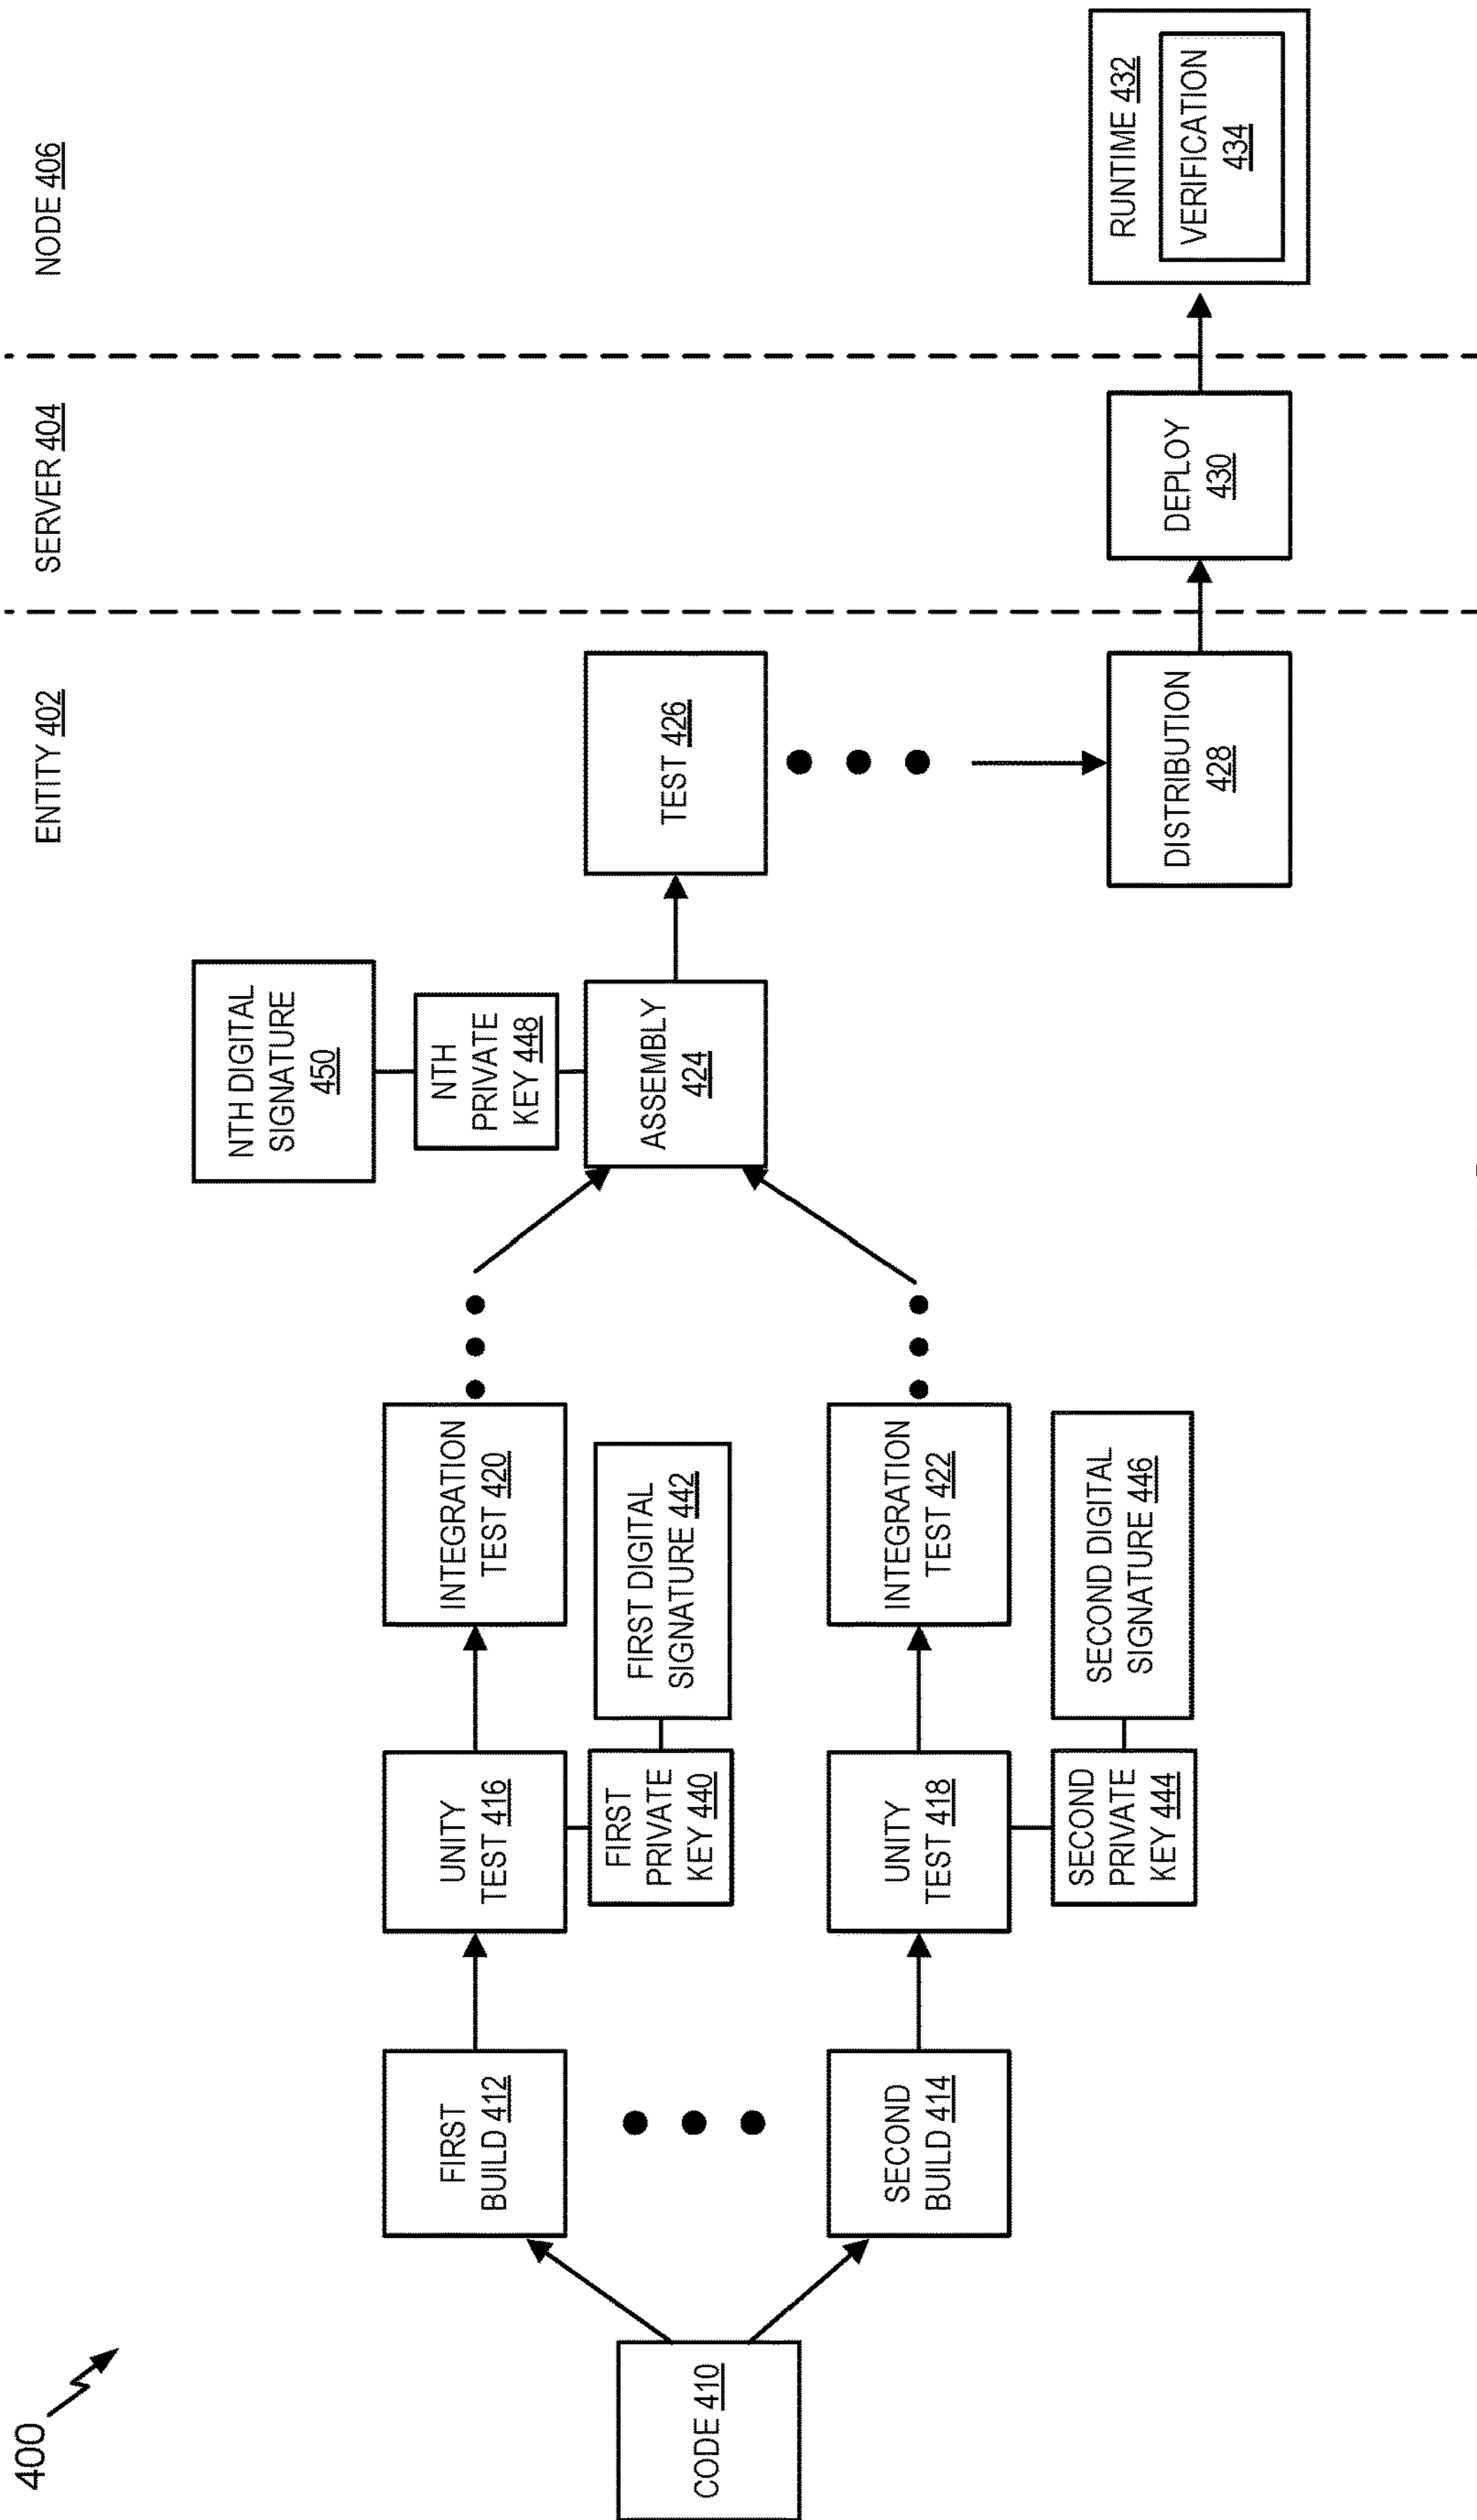 400
ENTITY 402
SERVER 404
NODE 406
CODE 410
FIRST
BUILD 412
SECOND
BUILD 414
UNITY
TEST 416
FIRST
PRIVATE
KEY 440
FIRST DIGITAL
SIGNATURE 442
UNITY
TEST 418
SECOND
PRIVATE
KEY 444
SECOND DIGITAL
SIGNATURE 446
INTEGRATION
TEST 420
INTEGRATION
TEST 422
NTH DIGITAL
SIGNATURE
450
NTH
PRIVATE
KEY 448
ASSEMBLY
424
TEST 426
DISTRIBUTION
428
DEPLOY
430
RUNTIME 432
VERIFICATION
434